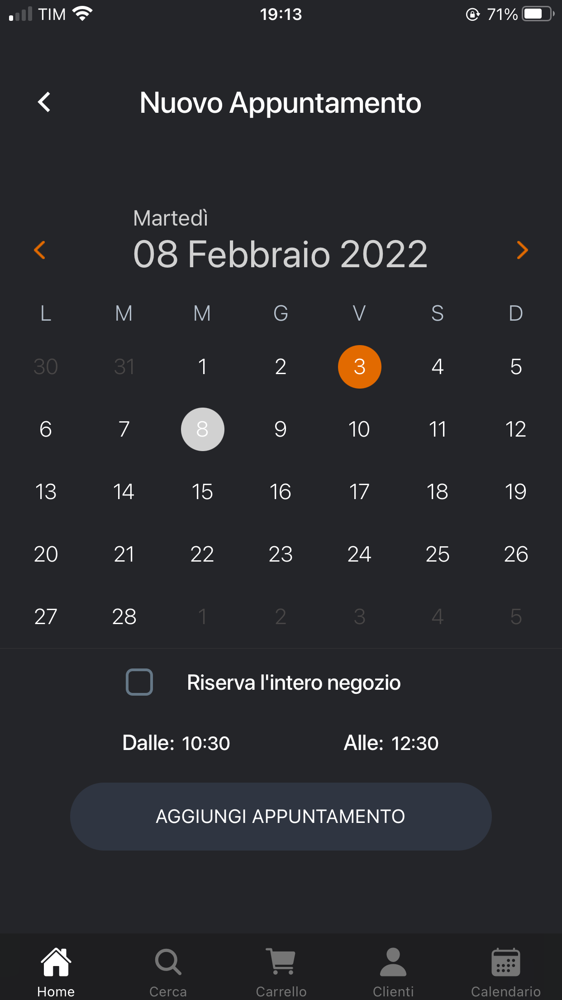 TIM 19:13 71%
Nuovo Appuntamento
Martedì
08 Febbraio 2022
L M M G V S D
30 31 1 2 3 4 5
6 7 8 9 10 11 12
13 14 15 16 17 18 19
20 21 22 23 24 25 26
27 28 1 2 3 4 5
Riserva l'intero negozio
Dalle: 10:30 Alle: 12:30
AGGIUNGI APPUNTAMENTO
Home Cerca Carrello Clienti Calendario